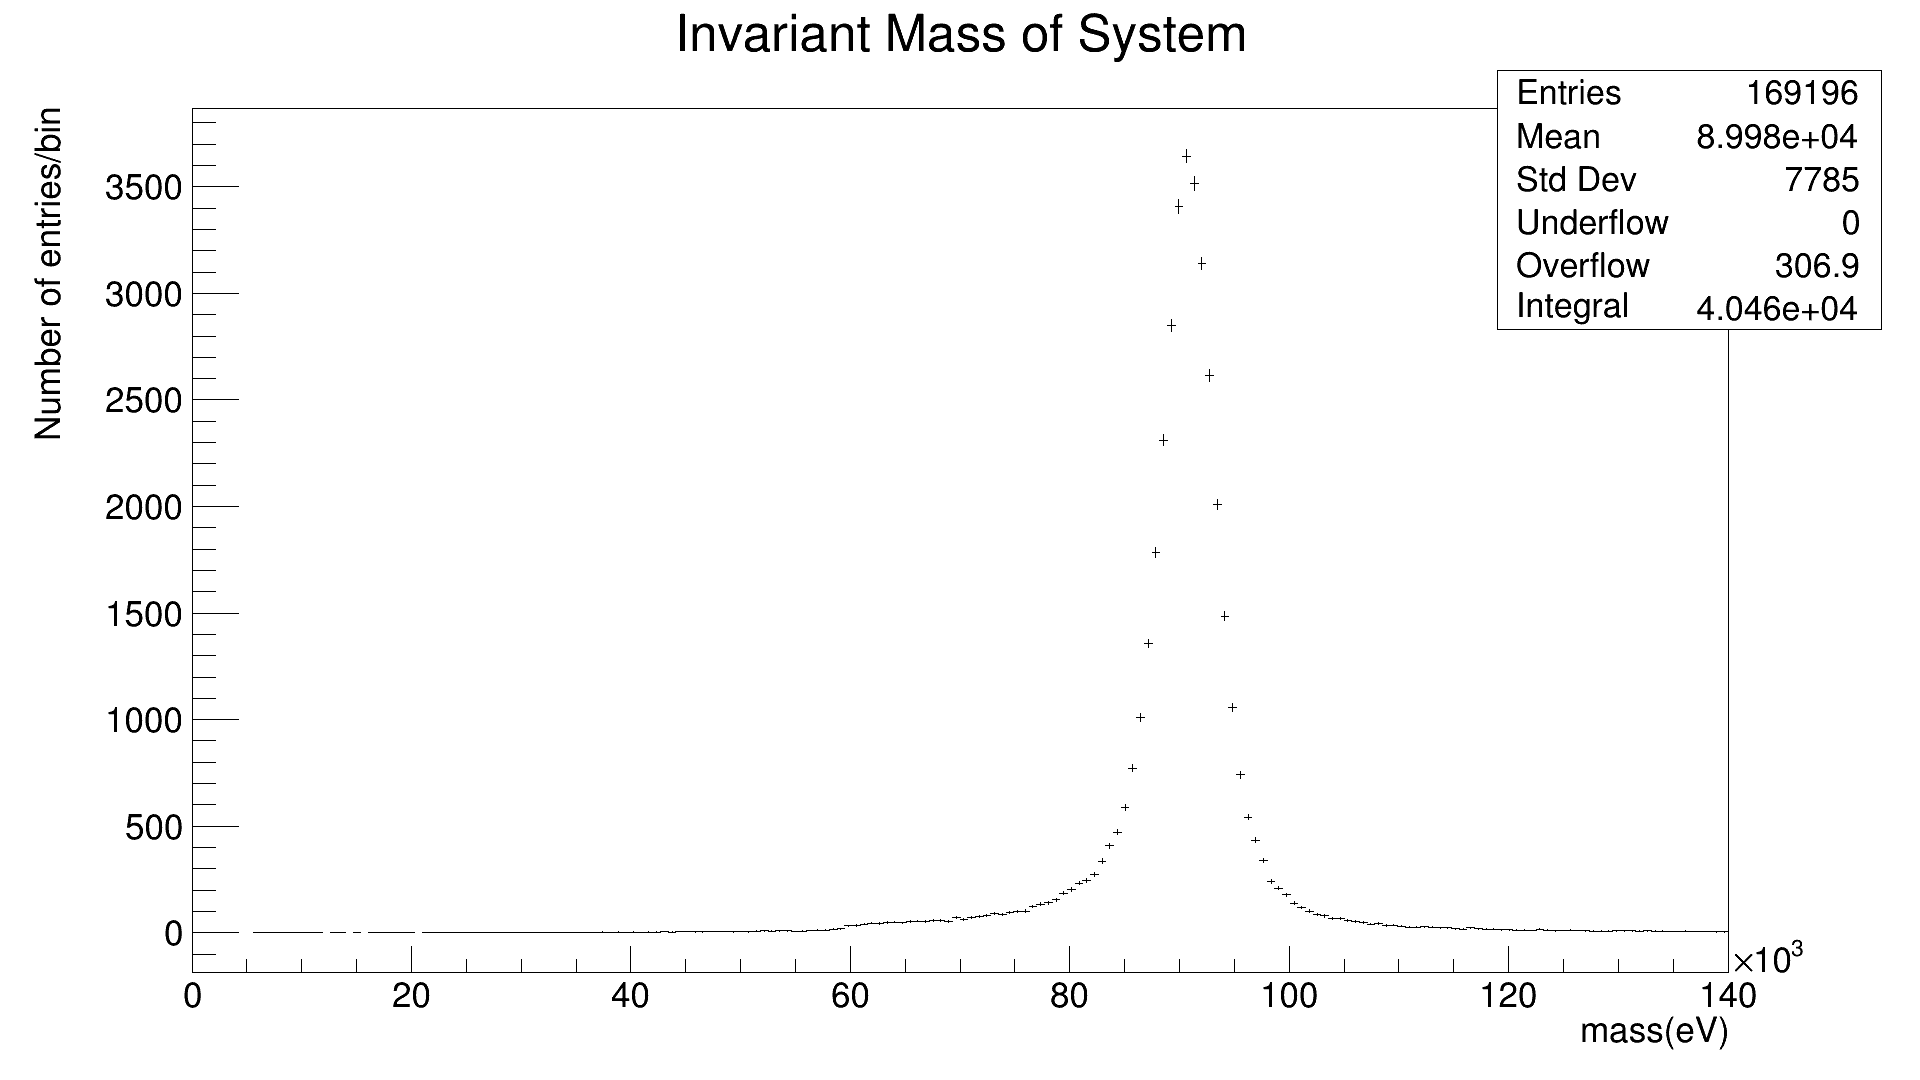 Invariant Mass of System
Entries 169196
Mean 8.998e+04
Std Dev 7785
Underflow 0
Overflow 306.9
Integral 4.046e+04
Number of entries/bin
3500
3000
2500
2000
1500
1000
500
0
0 20 40 60 80 100 120 140
×10³
mass(eV)